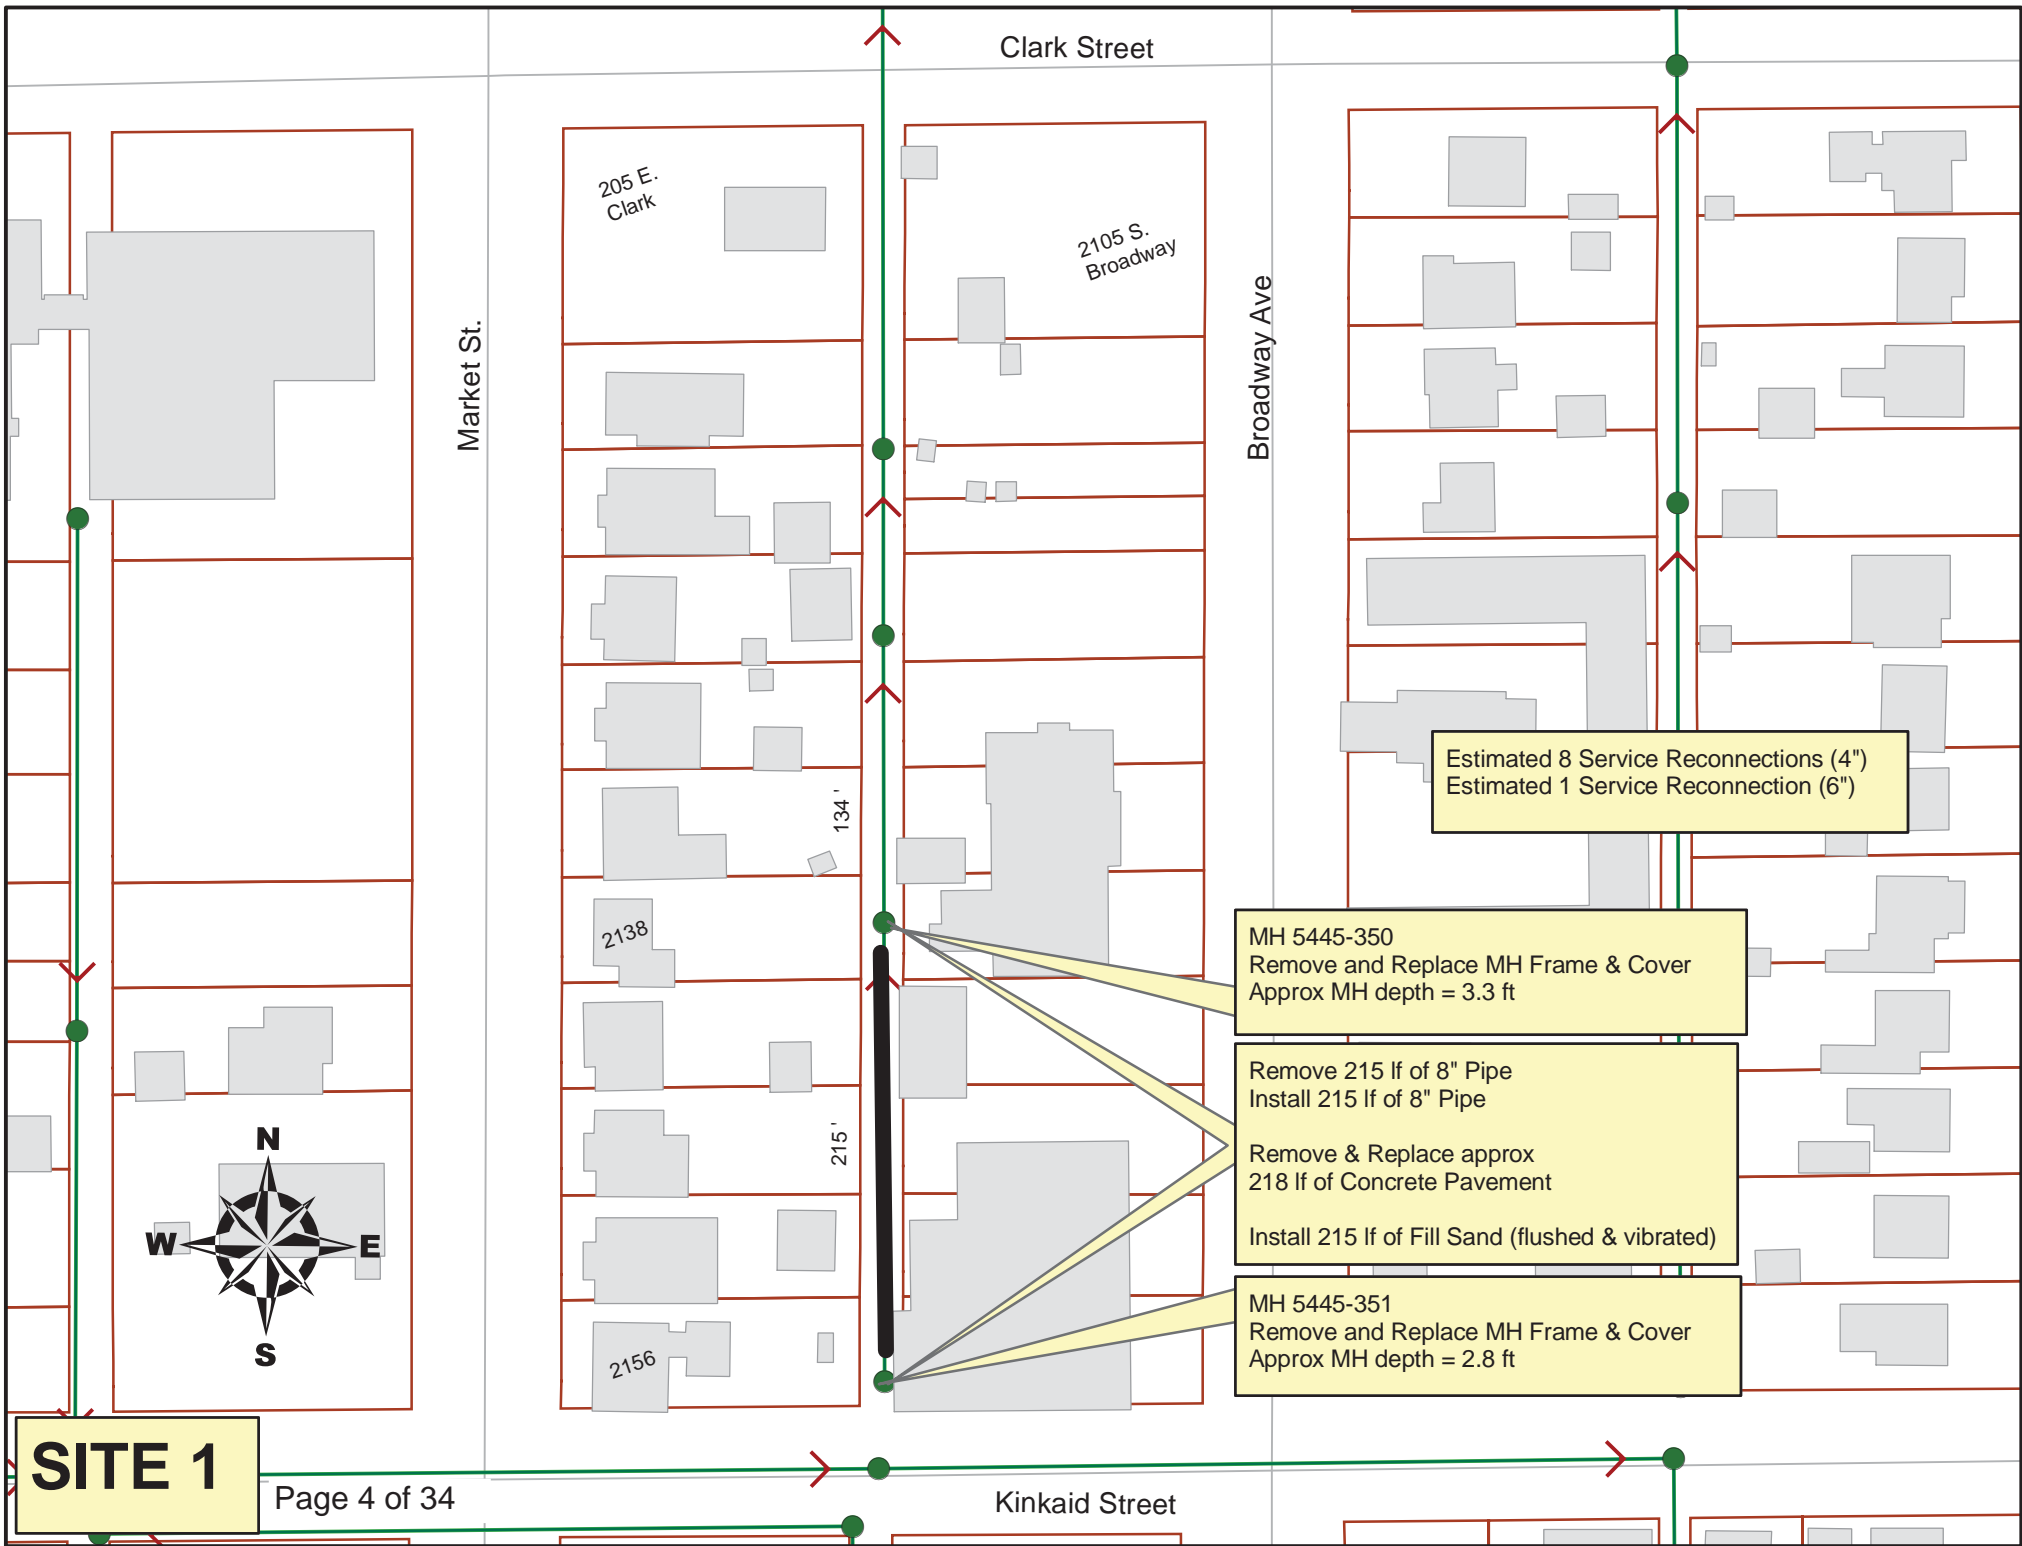 Clark Street
205 E.
Clark
2105 S.
Broadway
Market St.
Broadway Ave
Estimated 8 Service Reconnections (4")
Estimated 1 Service Reconnection (6")
134 '
2138
MH 5445-350
Remove and Replace MH Frame & Cover
Approx MH depth = 3.3 ft
Remove 215 lf of 8" Pipe
Install 215 lf of 8" Pipe
Remove & Replace approx
218 lf of Concrete Pavement
Install 215 lf of Fill Sand (flushed & vibrated)
215 '
N
W
E
S
MH 5445-351
Remove and Replace MH Frame & Cover
Approx MH depth = 2.8 ft
2156
SITE 1
Page 4 of 34
Kinkaid Street